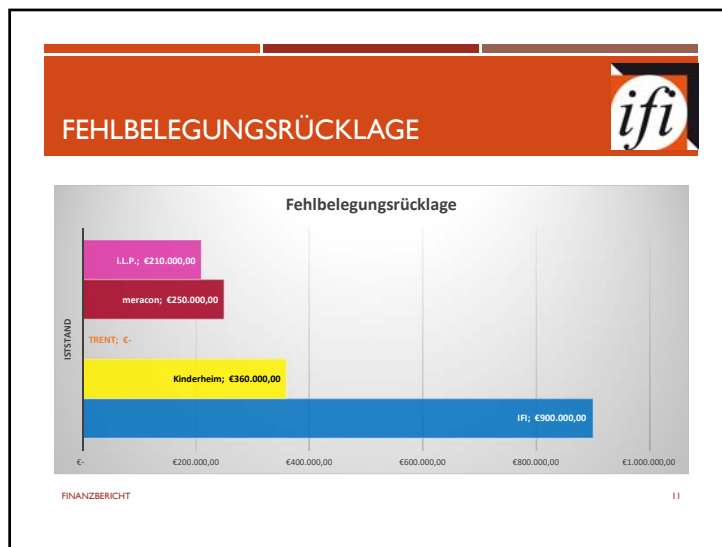 FEHLBELEGUNGSRÜCKLAGE
ifi
Fehlbelegungsrücklage
ISTSTAND
i.L.P.; €210.000,00
meracon; €250.000,00
TRENT; €-
Kinderheim; €360.000,00
IFI; €900.000,00
€- €200.000,00 €400.000,00 €600.000,00 €800.000,00 €1.000.000,00
FINANZBERICHT 11